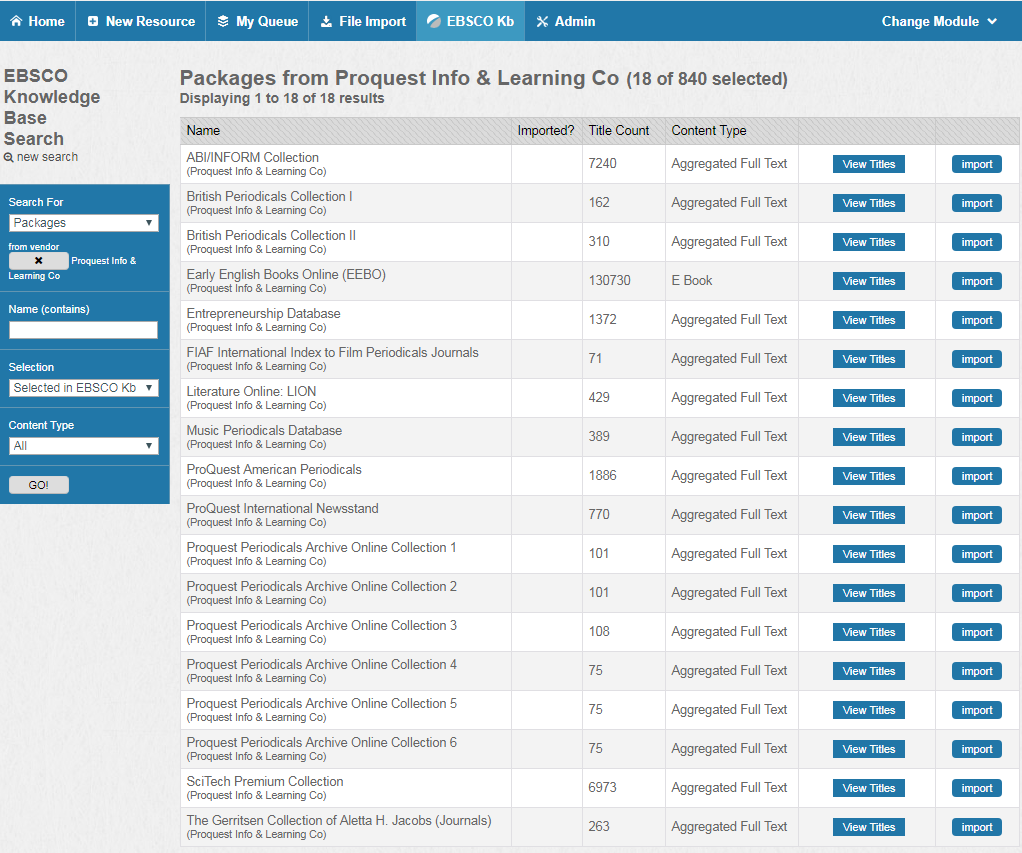 Home New Resource My Queue File Import EBSCO Kb Admin Change Module
EBSCO
Knowledge
Base
Search
new search
Search For
Packages
from vendor
Proquest Info &
Learning Co
Name (contains)
Selection
Selected in EBSCO Kb
Content Type
All
GO!
Packages from Proquest Info & Learning Co (18 of 840 selected)
Displaying 1 to 18 of 18 results
Name Imported? Title Count Content Type
ABI/INFORM Collection
(Proquest Info & Learning Co)
7240 Aggregated Full Text View Titles import
British Periodicals Collection I
(Proquest Info & Learning Co)
162 Aggregated Full Text View Titles import
British Periodicals Collection II
(Proquest Info & Learning Co)
310 Aggregated Full Text View Titles import
Early English Books Online (EEBO)
(Proquest Info & Learning Co)
130730 E Book View Titles import
Entrepreneurship Database
(Proquest Info & Learning Co)
1372 Aggregated Full Text View Titles import
FIAF International Index to Film Periodicals Journals
(Proquest Info & Learning Co)
71 Aggregated Full Text View Titles import
Literature Online: LION
(Proquest Info & Learning Co)
429 Aggregated Full Text View Titles import
Music Periodicals Database
(Proquest Info & Learning Co)
389 Aggregated Full Text View Titles import
ProQuest American Periodicals
(Proquest Info & Learning Co)
1886 Aggregated Full Text View Titles import
ProQuest International Newsstand
(Proquest Info & Learning Co)
770 Aggregated Full Text View Titles import
Proquest Periodicals Archive Online Collection 1
(Proquest Info & Learning Co)
101 Aggregated Full Text View Titles import
Proquest Periodicals Archive Online Collection 2
(Proquest Info & Learning Co)
101 Aggregated Full Text View Titles import
Proquest Periodicals Archive Online Collection 3
(Proquest Info & Learning Co)
108 Aggregated Full Text View Titles import
Proquest Periodicals Archive Online Collection 4
(Proquest Info & Learning Co)
75 Aggregated Full Text View Titles import
Proquest Periodicals Archive Online Collection 5
(Proquest Info & Learning Co)
75 Aggregated Full Text View Titles import
Proquest Periodicals Archive Online Collection 6
(Proquest Info & Learning Co)
75 Aggregated Full Text View Titles import
SciTech Premium Collection
(Proquest Info & Learning Co)
6973 Aggregated Full Text View Titles import
The Gerritsen Collection of Aletta H. Jacobs (Journals)
(Proquest Info & Learning Co)
263 Aggregated Full Text View Titles import